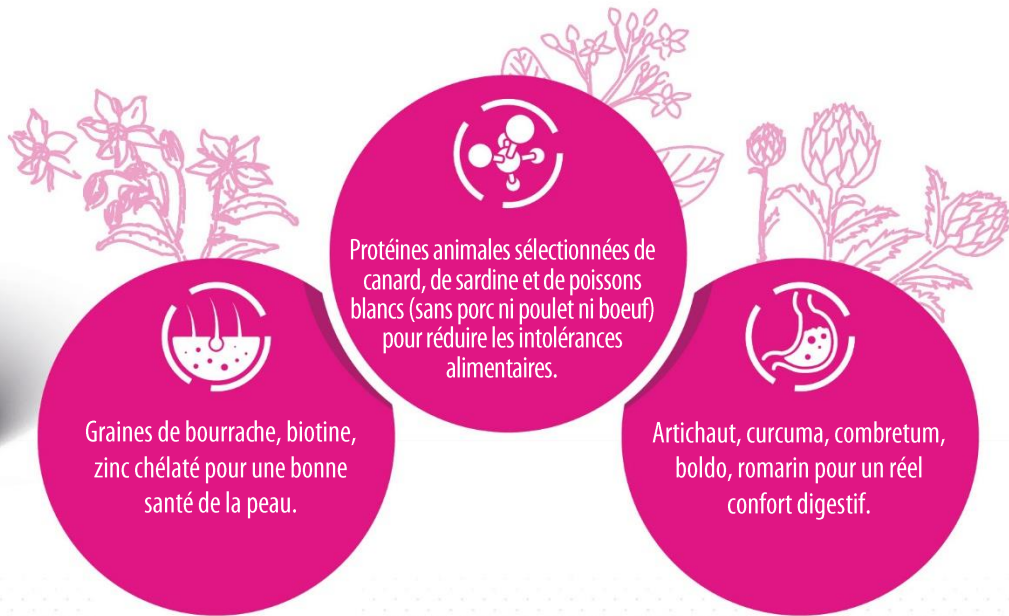 Protéines animales sélectionnées de
canard, de sardine et de poissons
blancs (sans porc ni poulet ni boeuf)
pour réduire les intolérances
alimentaires.
Graines de bourrache, biotine,
zinc chélaté pour une bonne
santé de la peau.
Artichaut, curcuma, combretum,
boldo, romarin pour un réel
confort digestif.